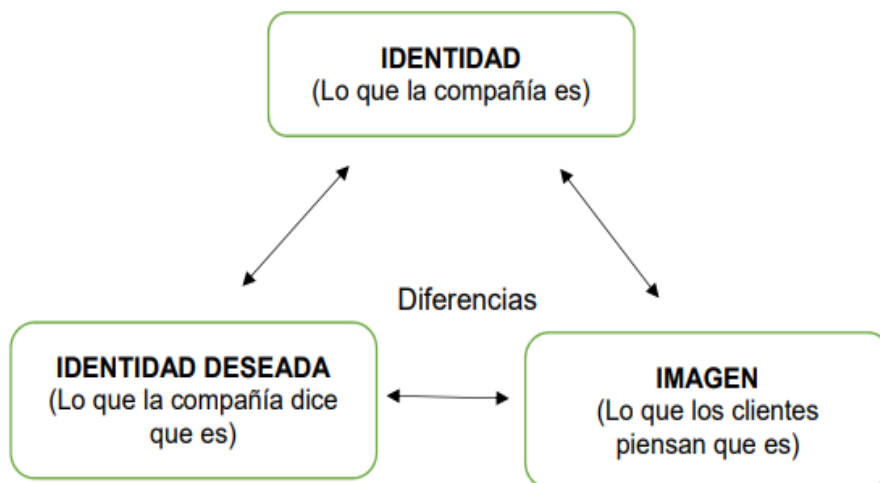 IDENTIDAD
(Lo que la compañía es)
Diferencias
IDENTIDAD DESEADA
(Lo que la compañía dice
que es)
IMAGEN
(Lo que los clientes
piensan que es)